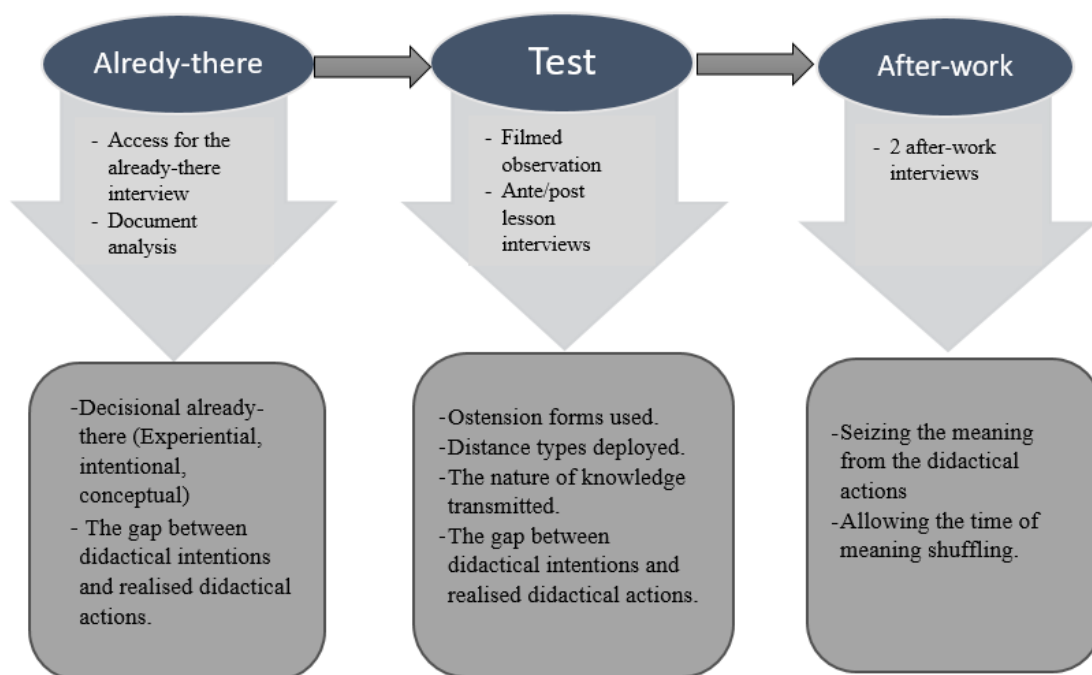 Alredy-there
Test
After-work
- Access for the
already-there
interview
- Document
analysis
- Filmed
observation
- Ante/post
lesson
interviews
- 2 after-work
interviews
-Decisional already-
there (Experiential,
intentional,
conceptual)
- The gap between
didactical intentions
and realised didactical
actions.
-Ostension forms used.
-Distance types deployed.
-The nature of knowledge
transmitted.
-The gap between
didactical intentions and
realised didactical actions.
-Seizing the meaning
from the didactical
actions
-Allowing the time of
meaning shuffling.